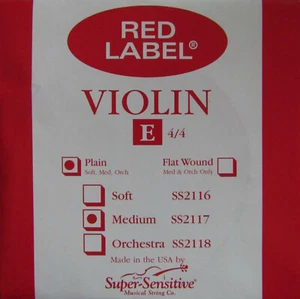 RED
LABEL®
VIOLIN
E 4/4
Plain Flat Wound
Soft, Med, Orch Med & Orch Only
Soft SS2116
Medium SS2117
Orchestra SS2118
Made in the USA by
Super-Sensitive®
Musical String Co.